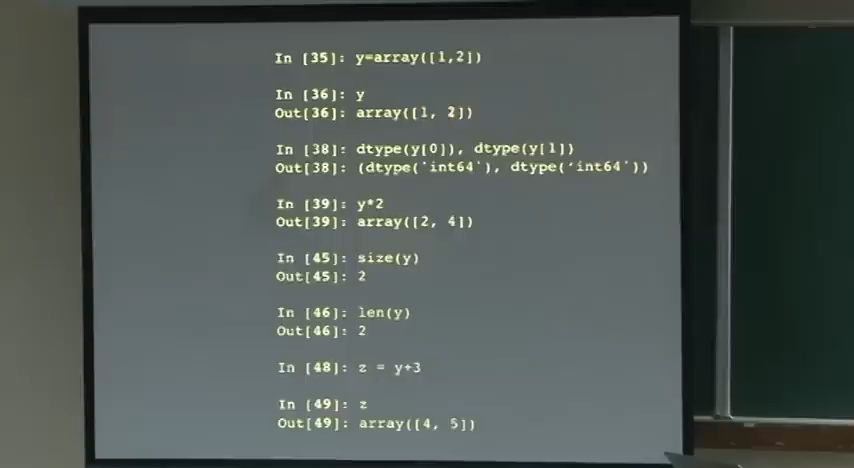 In [35]: y=array([1,2])
In [36]: y
Out[36]: array([1, 2])
In [38]: dtype(y[0]), dtype(y[1])
Out[38]: (dtype('int64'), dtype('int64'))
In [39]: y*2
Out[39]: array([2, 4])
In [45]: size(y)
Out[45]: 2
In [46]: len(y)
Out[46]: 2
In [48]: z = y+3
In [49]: z
Out[49]: array([4, 5])